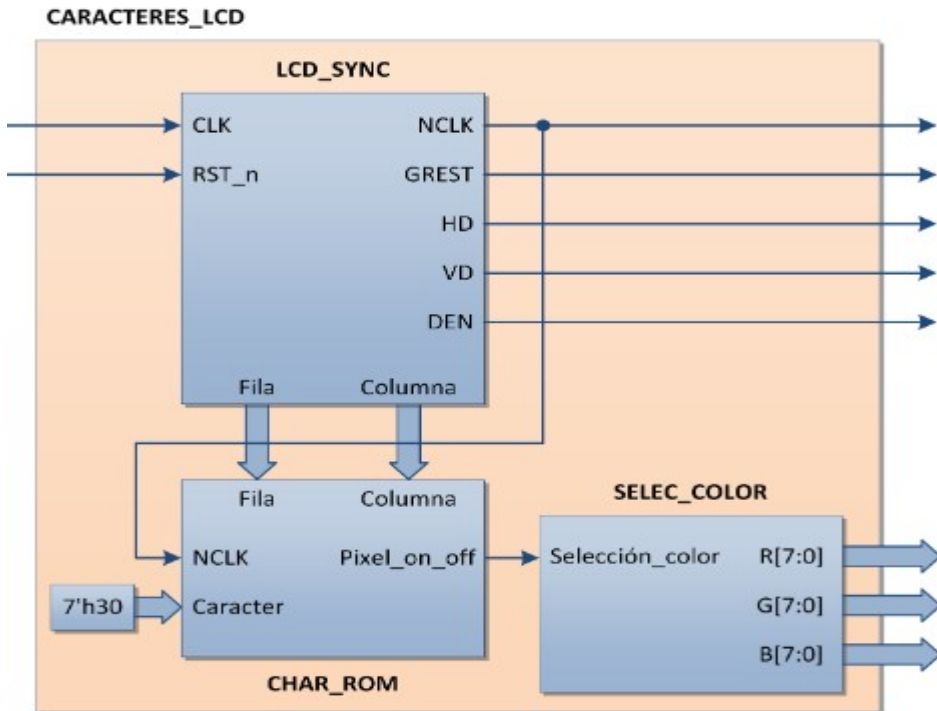 CARACTERES_LCD
LCD_SYNC
CLK
NCLK
RST_n
GREST
HD
VD
DEN
Fila
Columna
Fila
Columna
SELEC_COLOR
NCLK
Pixel_on_off
Selección_color
R[7:0]
7'h30
Caracter
G[7:0]
B[7:0]
CHAR_ROM